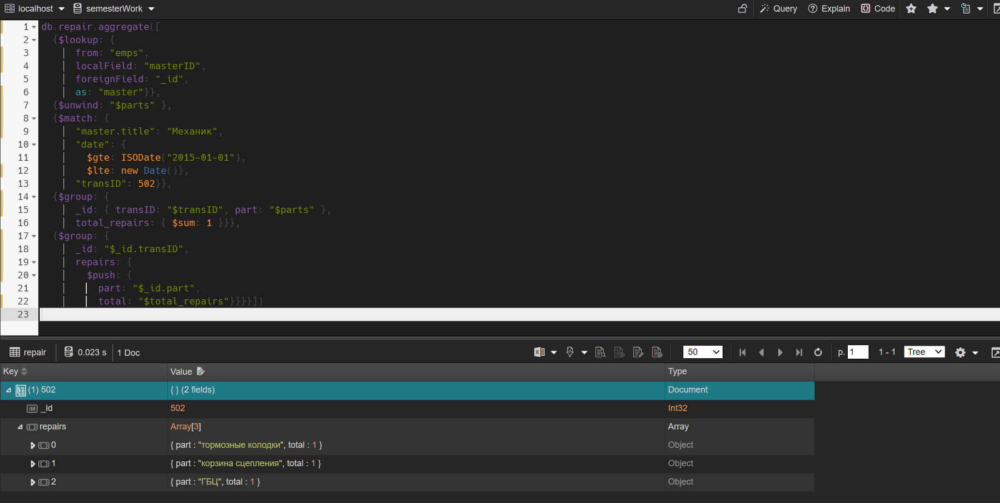 localhost semesterWork Query Explain Code
1 db.repair.aggregate([
2 {$lookup: {
3 from: "emps",
4 localField: "masterID",
5 foreignField: "_id",
6 as: "master"}},
7 {$unwind: "$parts" },
8 {$match: {
9 "master.title": "Механик",
10 "date": {
11 $gte: ISODate("2015-01-01"),
12 $lte: new Date()},
13 "transID": 502}},
14 {$group: {
15 _id: { transID: "$transID", part: "$parts" },
16 total_repairs: { $sum: 1 }}},
17 {$group: {
18 _id: "$_id.transID",
19 repairs: {
20 $push: {
21 part: "$_id.part",
22 total: "$total_repairs"}}}}])
23
repair 0.023 s 1 Doc 50 p. 1 1 - 1 Tree
Key Value Type
(1) 502 { } (2 fields) Document
_id 502 Int32
repairs Array[3] Array
0 { part : "тормозные колодки", total : 1 } Object
1 { part : "корзина сцепления", total : 1 } Object
2 { part : "ГБЦ", total : 1 } Object